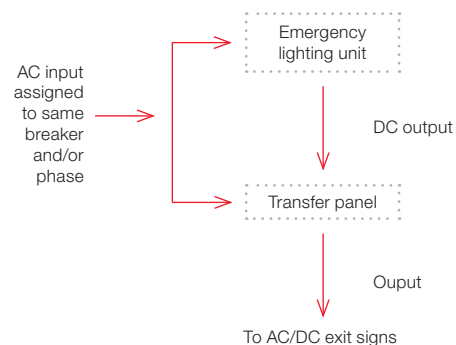 Emergency
lighting unit
AC input
assigned
to same
breaker
and/or
phase
DC output
Transfer panel
Ouput
To AC/DC exit signs